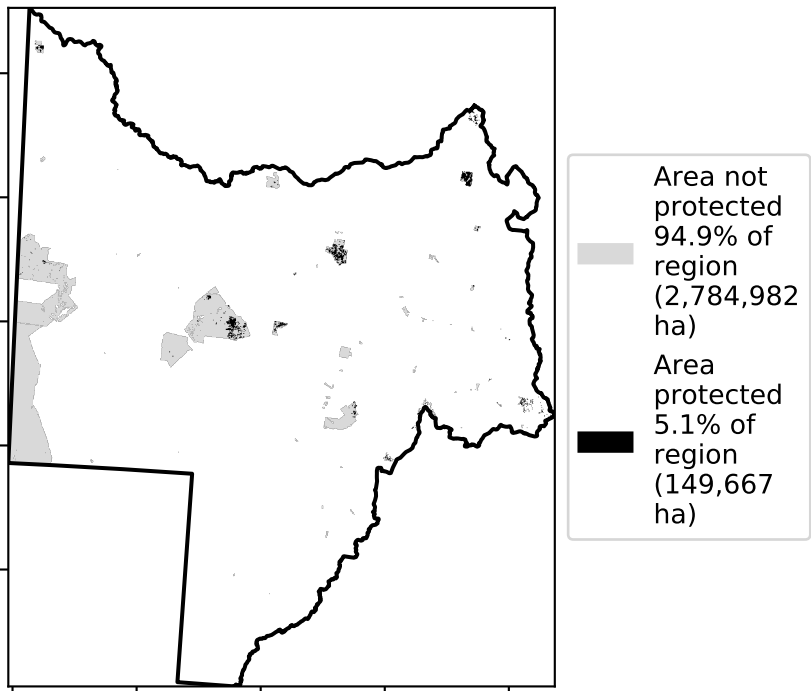 Area not
protected
94.9% of
region
(2,784,982
ha)
Area
protected
5.1% of
region
(149,667
ha)